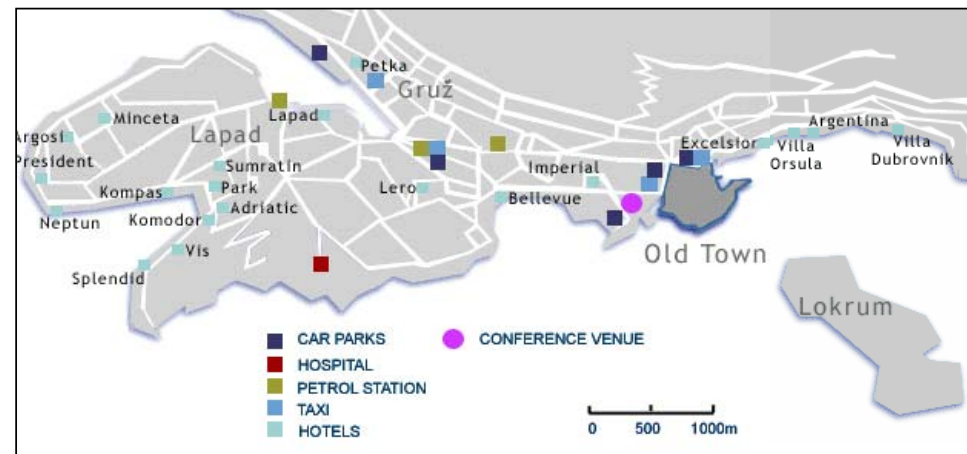 Petka
Gruž
Minceta
Lapad
Lapad
Argosi
President
Sumratin
Kompas
Park
Lero
Imperial
Excelsior
Argentina
Villa
Orsula
Villa
Dubrovnik
Neptun
Komodor
Adriatic
Bellevue
Vis
Splendid
Old Town
Lokrum
CAR PARKS
HOSPITAL
PETROL STATION
TAXI
HOTELS
CONFERENCE VENUE
0 500 1000m